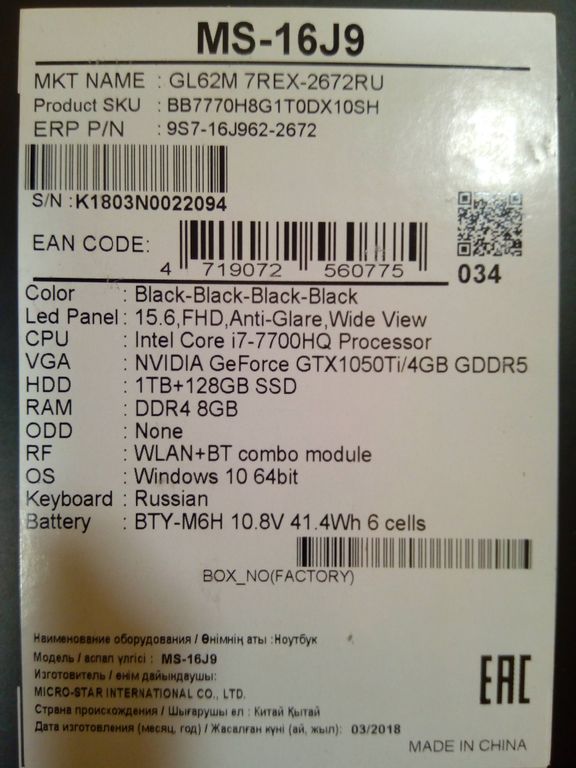 MS-16J9
MKT NAME : GL62M 7REX-2672RU
Product SKU : BB7770H8G1T0DX10SH
ERP P/N : 9S7-16J962-2672
S/N : K1803N0022094
EAN CODE:
4 719072 560775
034
Color : Black-Black-Black-Black
Led Panel : 15.6,FHD,Anti-Glare,Wide View
CPU : Intel Core i7-7700HQ Processor
VGA : NVIDIA GeForce GTX1050Ti/4GB GDDR5
HDD : 1TB+128GB SSD
RAM : DDR4 8GB
ODD : None
RF : WLAN+BT combo module
OS : Windows 10 64bit
Keyboard : Russian
Battery : BTY-M6H 10.8V 41.4Wh 6 cells
BOX_NO(FACTORY)
Наименование оборудования / Өнімнің аты : Ноутбук
Модель / аспап үлгісі : MS-16J9
Изготовитель / өнім дайындаушы:
MICRO-STAR INTERNATIONAL CO., LTD.
Страна происхождения / Шығарушы ел : Китай Қытай
Дата изготовления (месяц, год) / Жасалған күні (ай, жыл): 03/2018
EAC
MADE IN CHINA